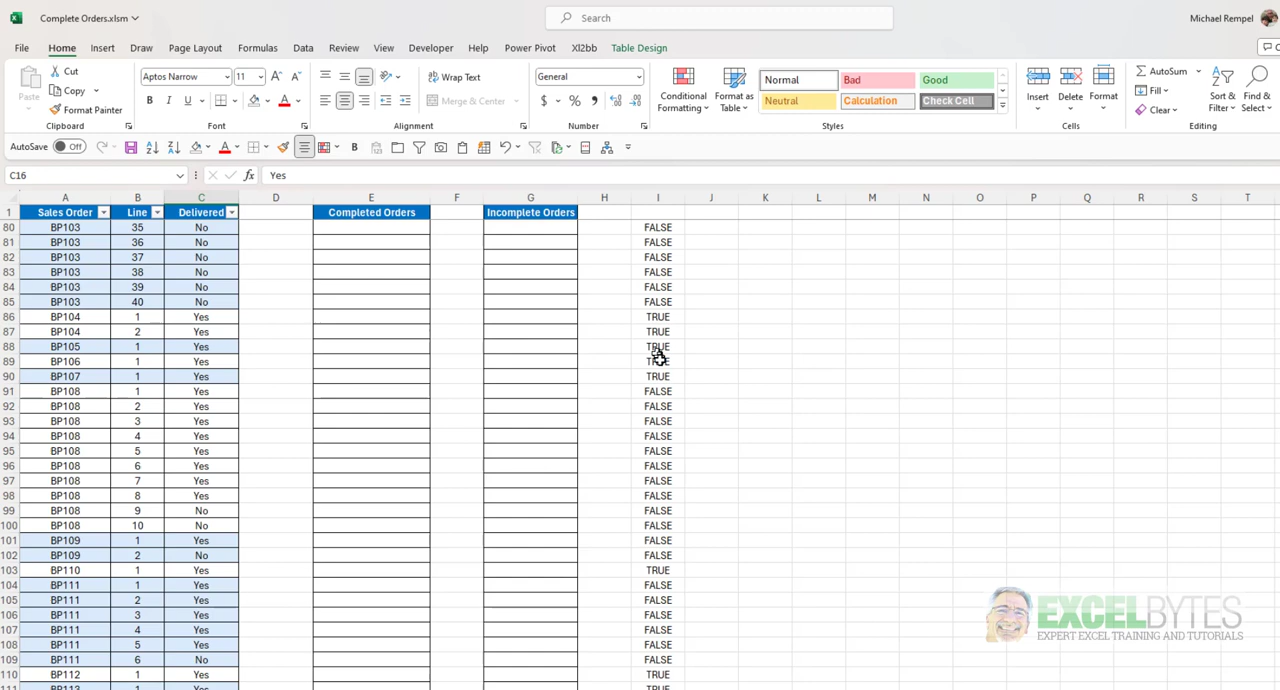 Complete Orders.xlsm
Search
Michael Rempel
File Home Insert Draw Page Layout Formulas Data Review View Developer Help Power Pivot Xl2bb Table Design
Paste
Cut
Copy
Format Painter
Clipboard
Aptos Narrow 11
B I U
Font
Wrap Text
Merge & Center
Alignment
General
$ % 9
Number
Conditional Formatting
Format as Table
Normal Bad Good
Neutral Calculation Check Cell
Styles
Insert Delete Format
Cells
AutoSum
Fill
Clear
Sort & Filter
Find & Select
Editing
AutoSave Off
C16 fx Yes
A B C D E F G H I J K L M N O P Q R S T
1 Sales Order Line Delivered Completed Orders Incomplete Orders
80 BP103 35 No FALSE
81 BP103 36 No FALSE
82 BP103 37 No FALSE
83 BP103 38 No FALSE
84 BP103 39 No FALSE
85 BP103 40 No FALSE
86 BP104 1 Yes TRUE
87 BP104 2 Yes TRUE
88 BP105 1 Yes TRUE
89 BP106 1 Yes TRUE
90 BP107 1 Yes TRUE
91 BP108 1 Yes FALSE
92 BP108 2 Yes FALSE
93 BP108 3 Yes FALSE
94 BP108 4 Yes FALSE
95 BP108 5 Yes FALSE
96 BP108 6 Yes FALSE
97 BP108 7 Yes FALSE
98 BP108 8 Yes FALSE
99 BP108 9 No FALSE
100 BP108 10 No FALSE
101 BP109 1 Yes FALSE
102 BP109 2 No FALSE
103 BP110 1 Yes TRUE
104 BP111 1 Yes FALSE
105 BP111 2 Yes FALSE
106 BP111 3 Yes FALSE
107 BP111 4 Yes FALSE
108 BP111 5 Yes FALSE
109 BP111 6 No FALSE
110 BP112 1 Yes TRUE
111 BP113 1 Yes TRUE
EXCELBYTES
EXPERT EXCEL TRAINING AND TUTORIALS